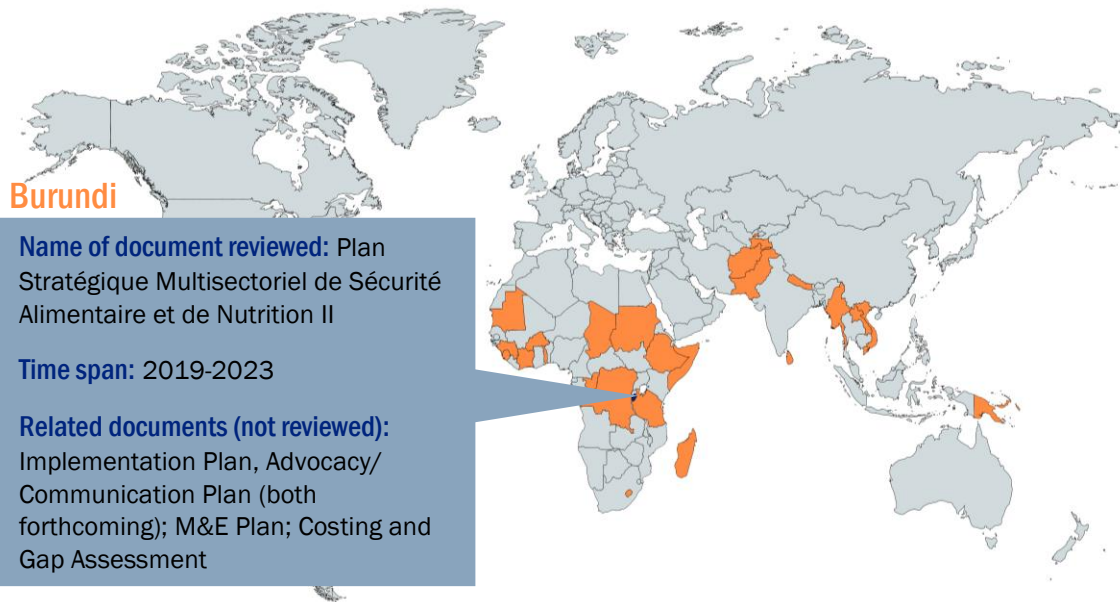 Burundi
Name of document reviewed: Plan
Stratégique Multisectoriel de Sécurité
Alimentaire et de Nutrition II
Time span: 2019-2023
Related documents (not reviewed):
Implementation Plan, Advocacy/
Communication Plan (both
forthcoming); M&E Plan; Costing and
Gap Assessment